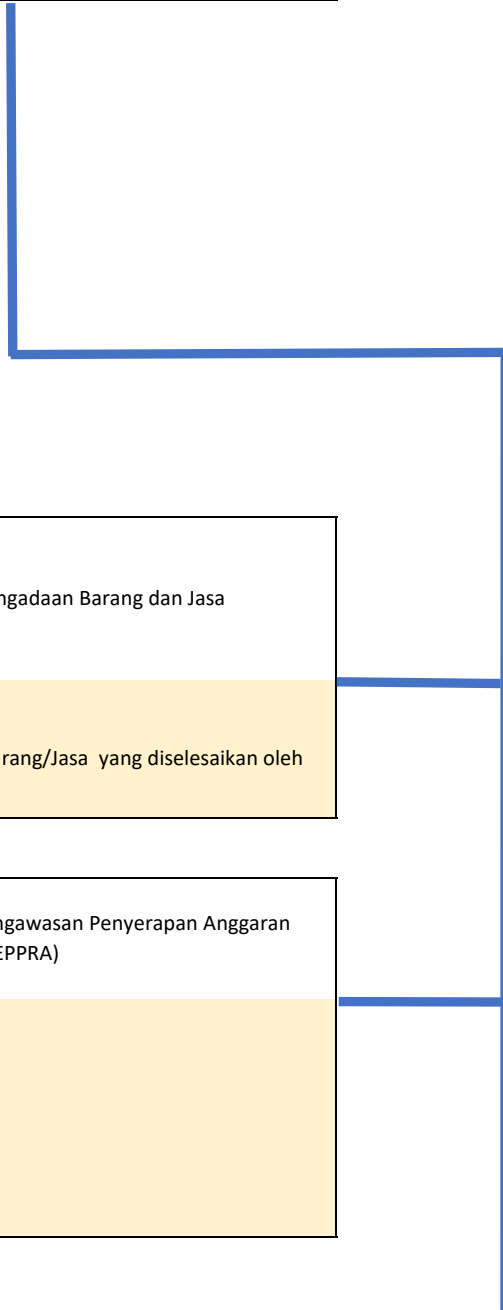 ngadaan Barang dan Jasa
rang/Jasa yang diselesaikan oleh
ngawasan Penyerapan Anggaran
EPPRA)